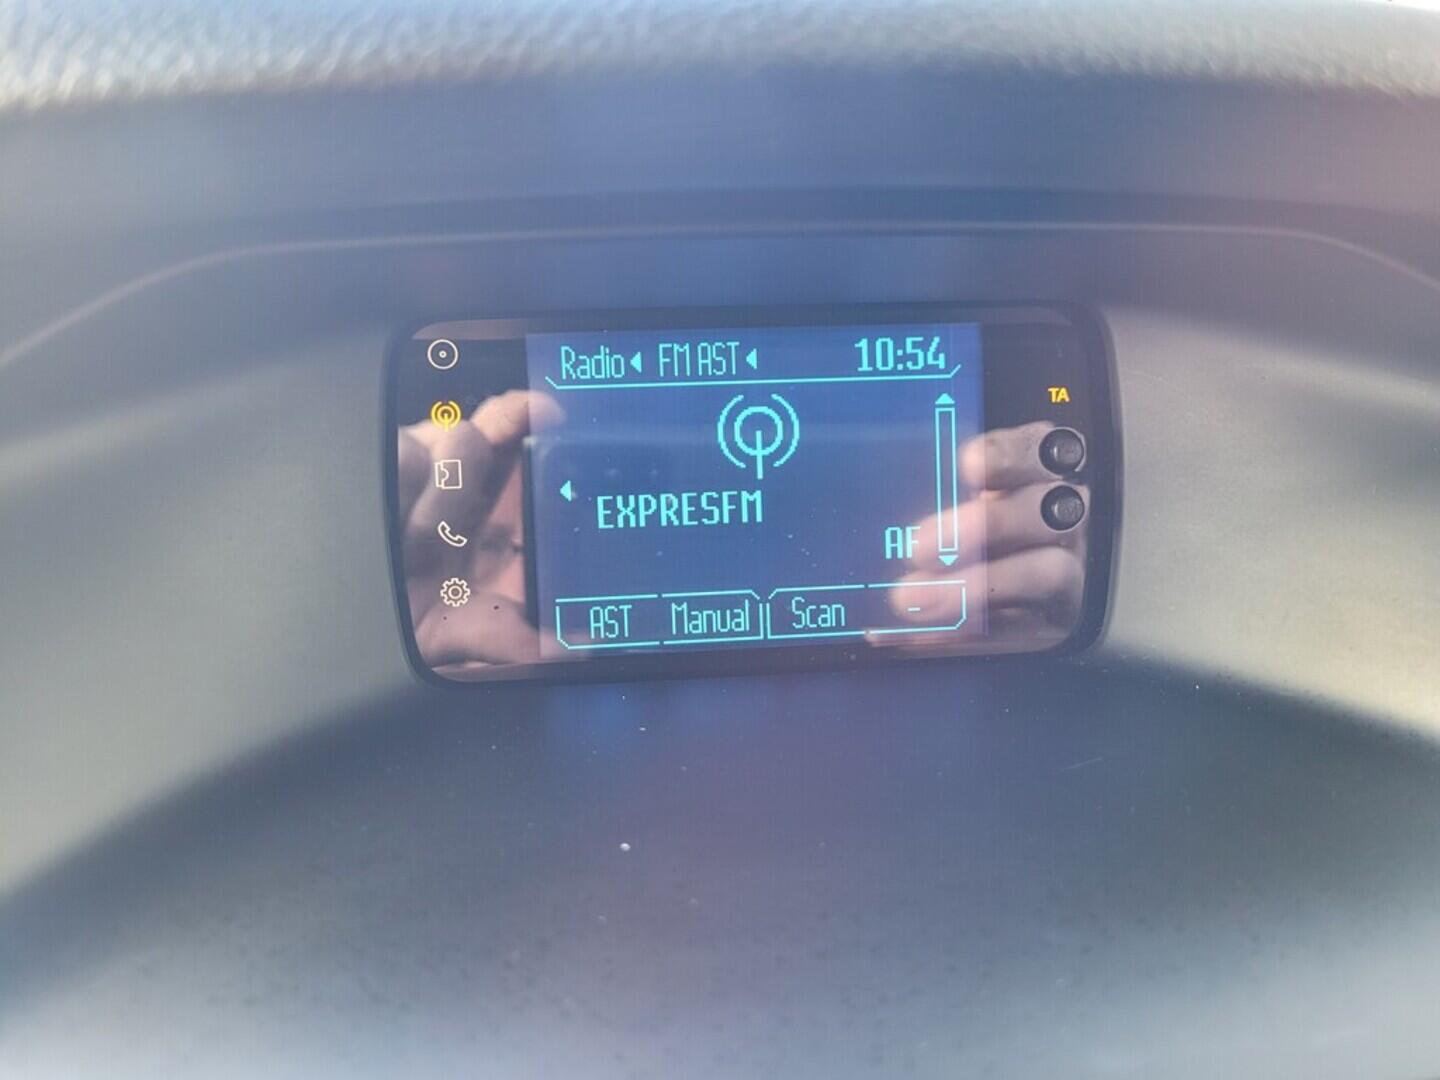 Radio FM AST 10:54
TA
EXPRESFM
AF
AST Manual Scan -